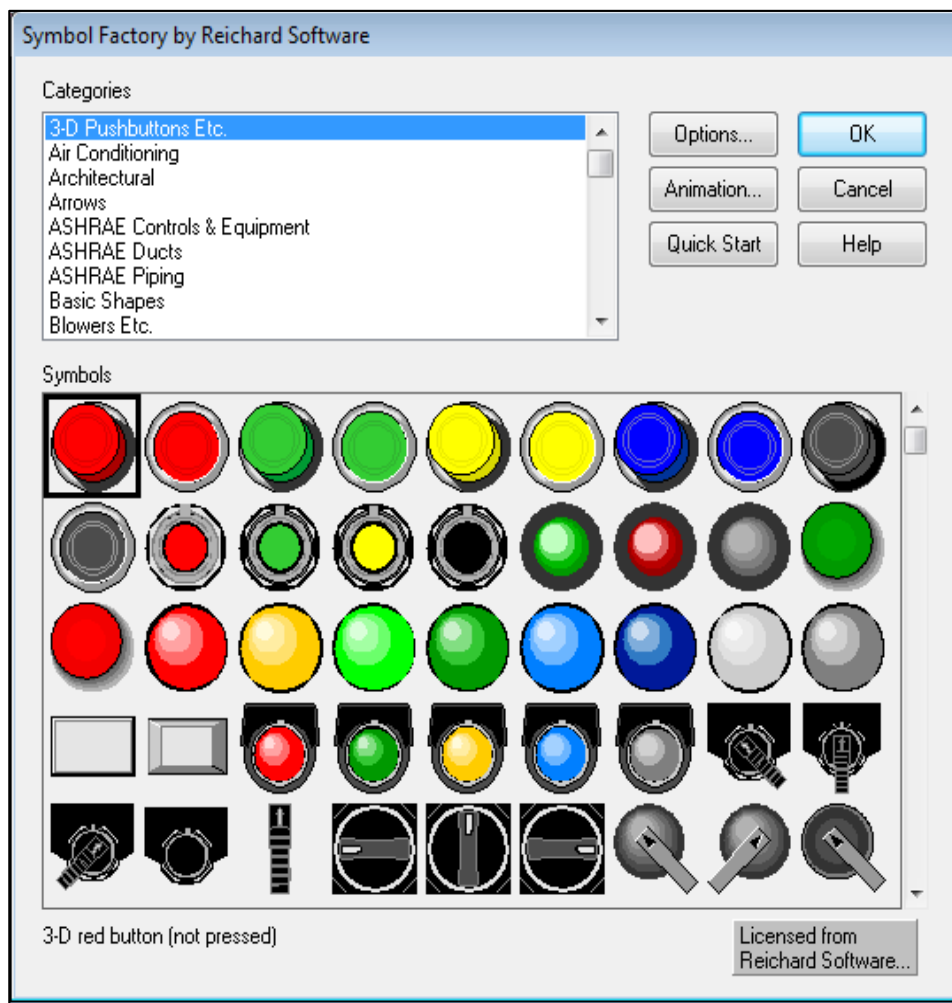 Symbol Factory by Reichard Software
Categories
3-D Pushbuttons Etc.
Air Conditioning
Architectural
Arrows
ASHRAE Controls & Equipment
ASHRAE Ducts
ASHRAE Piping
Basic Shapes
Blowers Etc.
Options...
OK
Animation...
Cancel
Quick Start
Help
Symbols
3-D red button (not pressed)
Licensed from
Reichard Software...